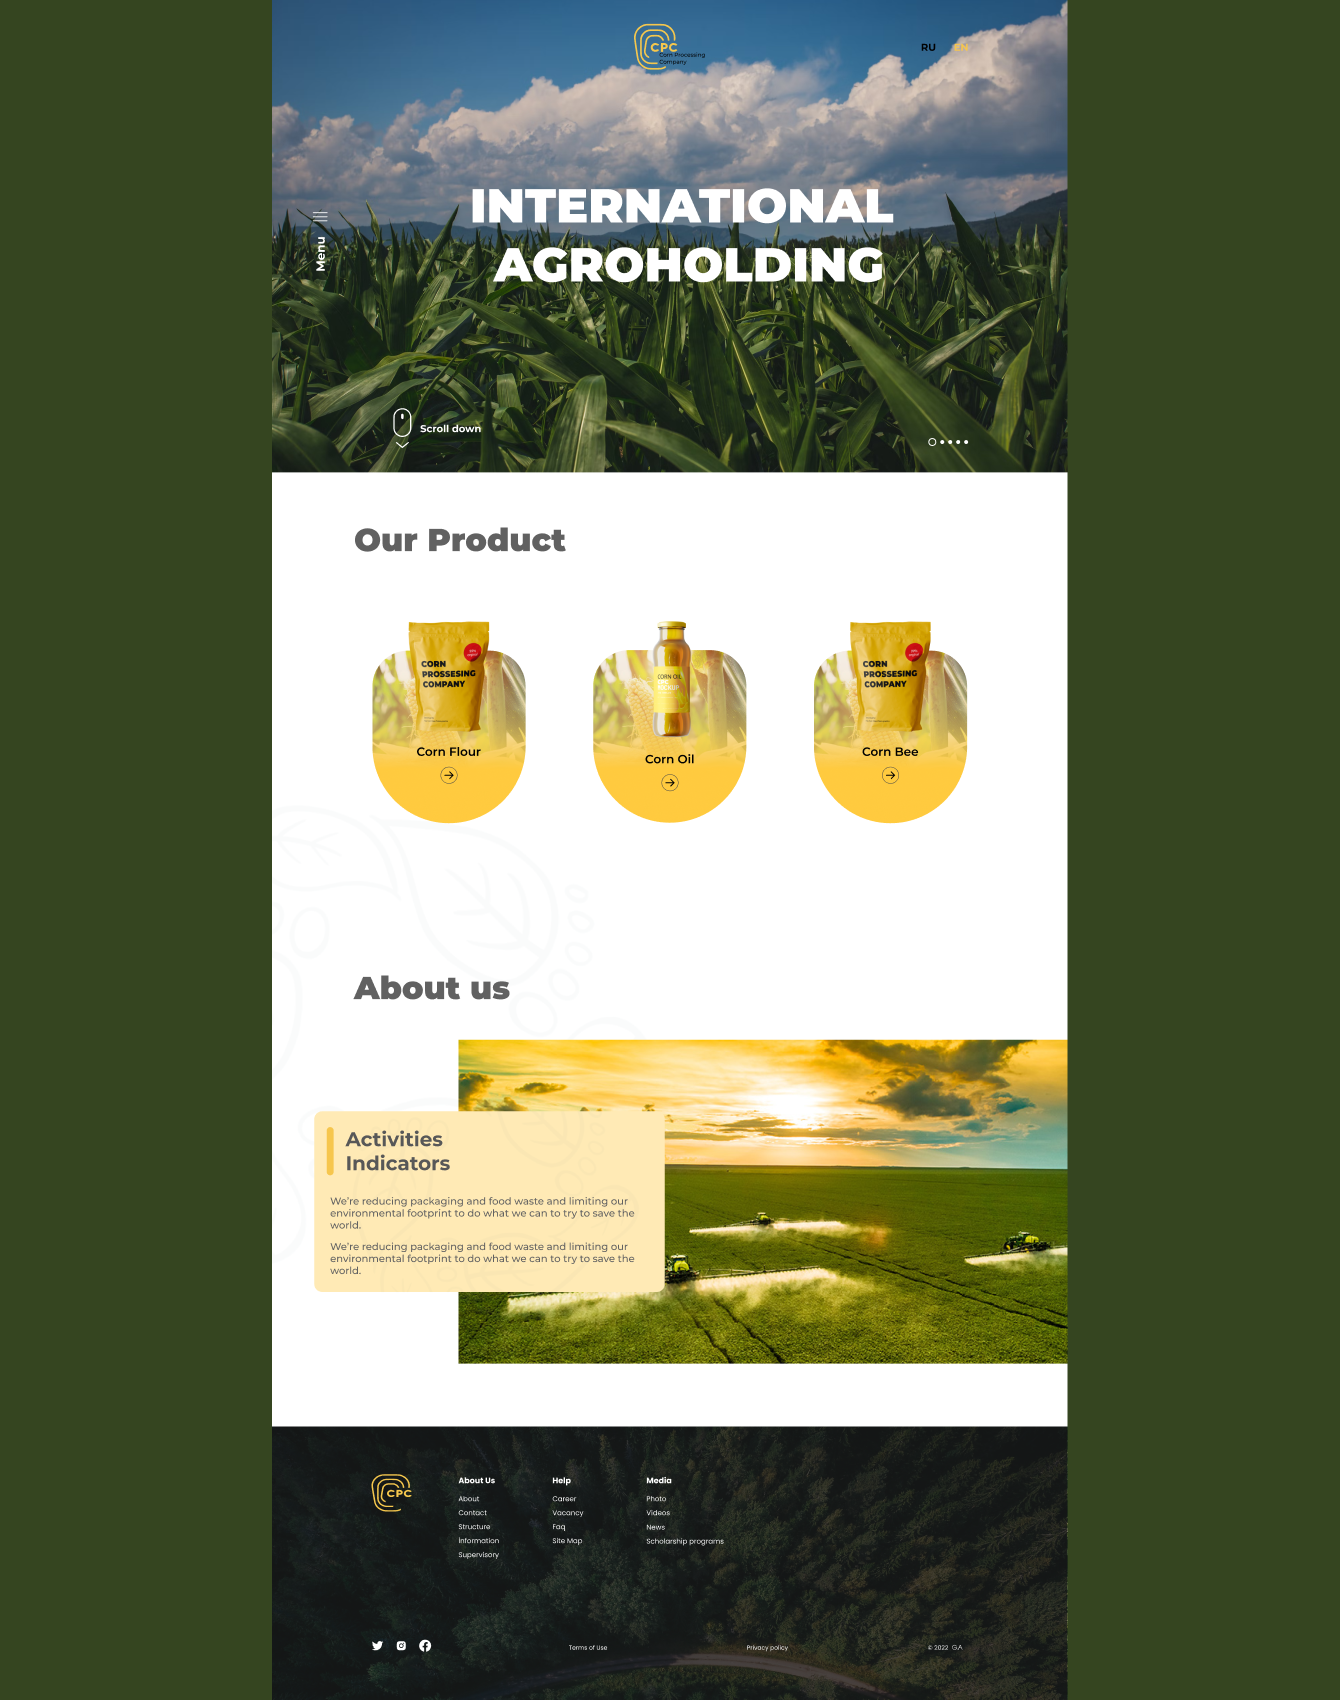 CPC
Corn Processing
Company
RU EN
INTERNATIONAL
AGROHOLDING
Menu
Scroll down
Our Product
CORN
PROSSESING
COMPANY
Corn Flour
CORN OIL
Corn Oil
CORN
PROSSESING
COMPANY
Corn Bee
About us
Activities
Indicators
We're reducing packaging and food waste and limiting our
environmental footprint to do what we can to try to save the
world.
We're reducing packaging and food waste and limiting our
environmental footprint to do what we can to try to save the
world.
CPC
About Us
About
Contact
Structure
Information
Supervisory
Help
Career
Vacancy
Faq
Site Map
Media
Photo
Videos
News
Scholarship programs
Terms of Use
Privacy policy
© 2022 GA